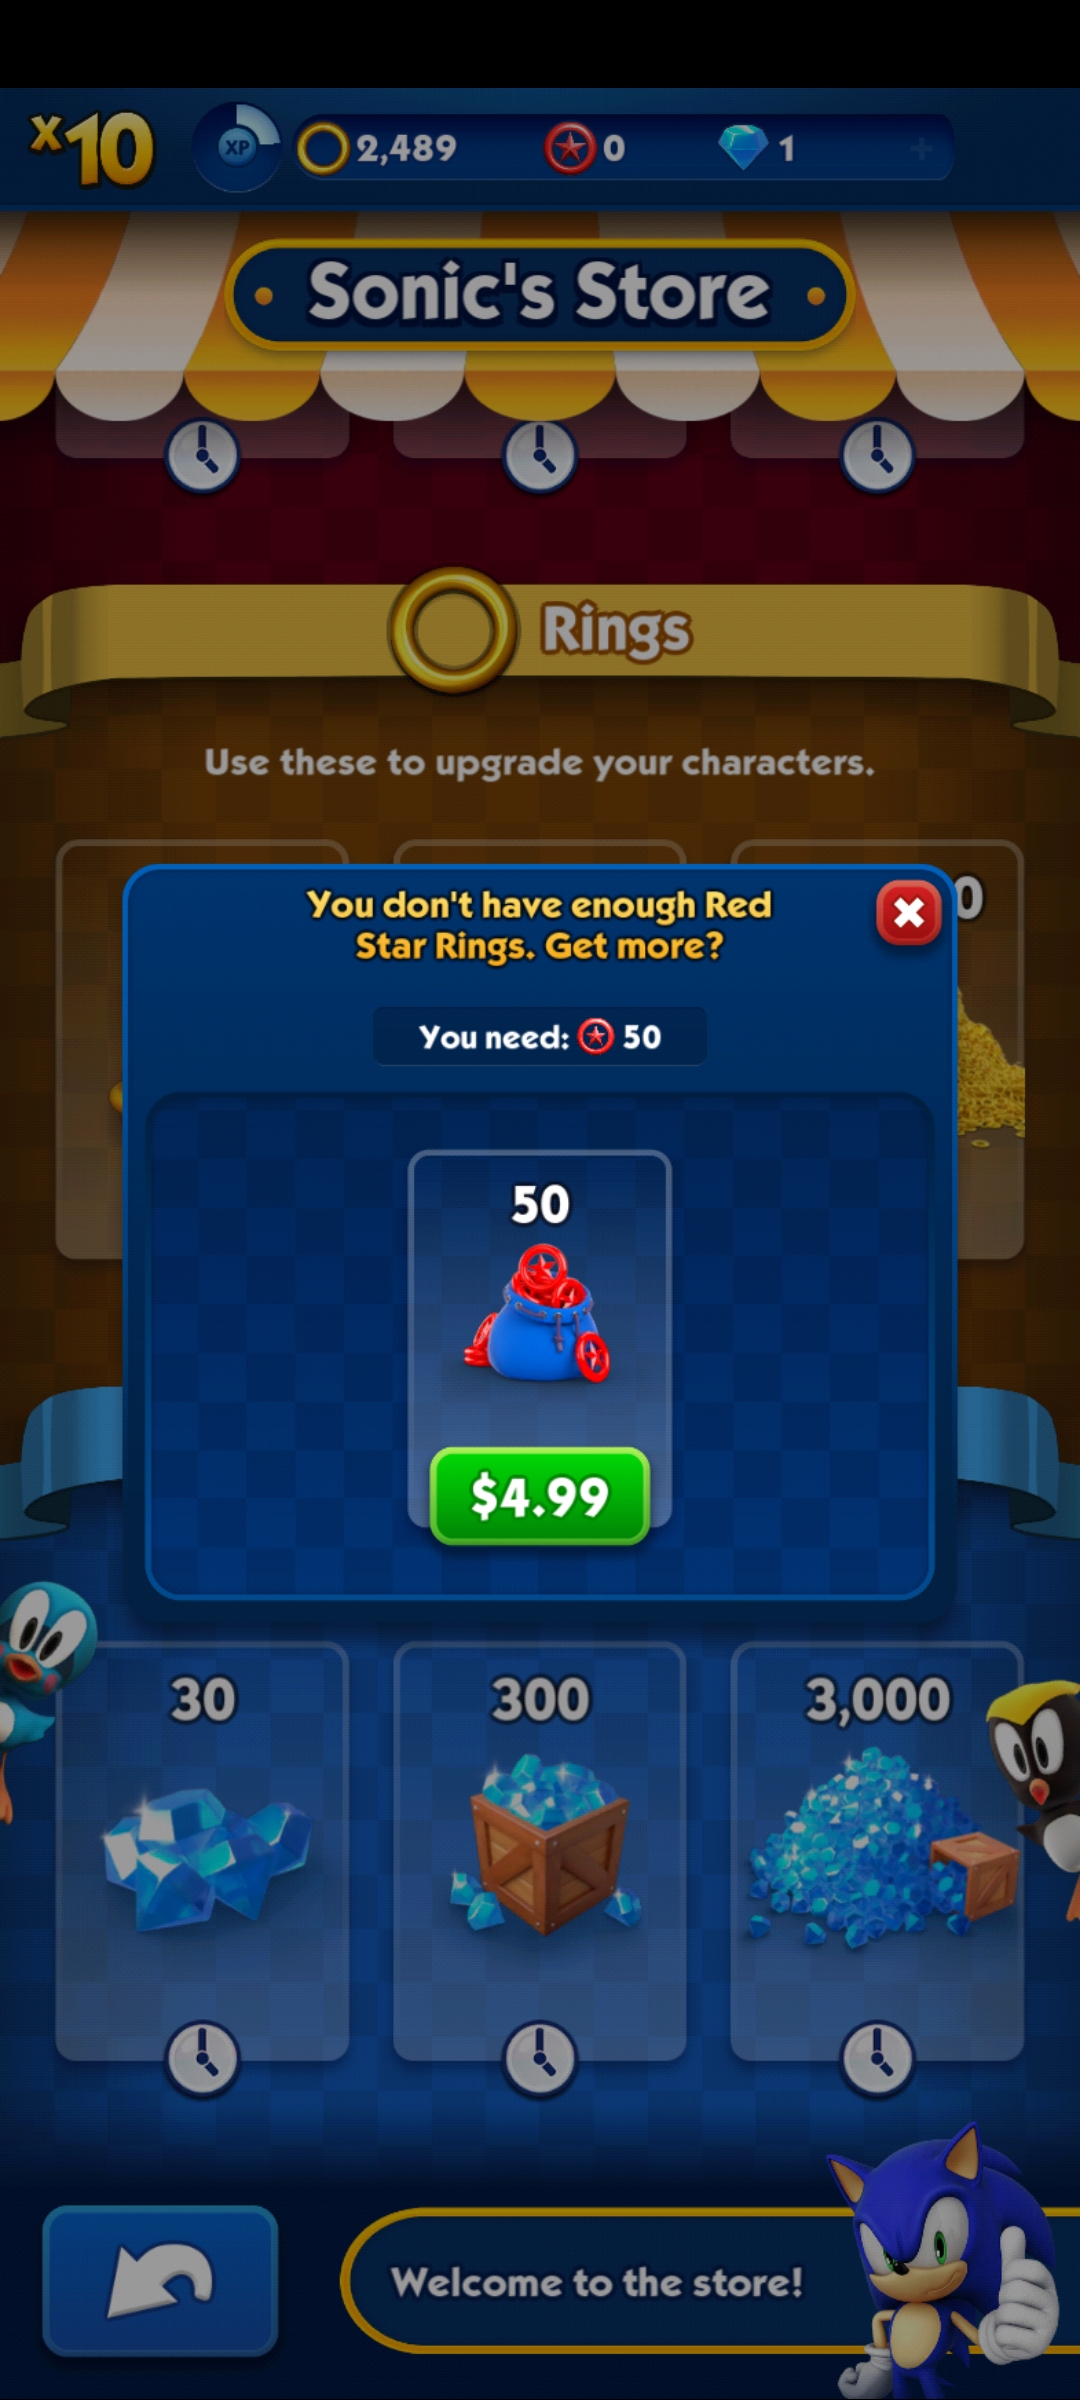 x10
XP
2,489
0
1
Sonic's Store
Rings
Use these to upgrade your characters.
You don't have enough Red
Star Rings. Get more?
You need: 50
50
$4.99
30
300
3,000
Welcome to the store!